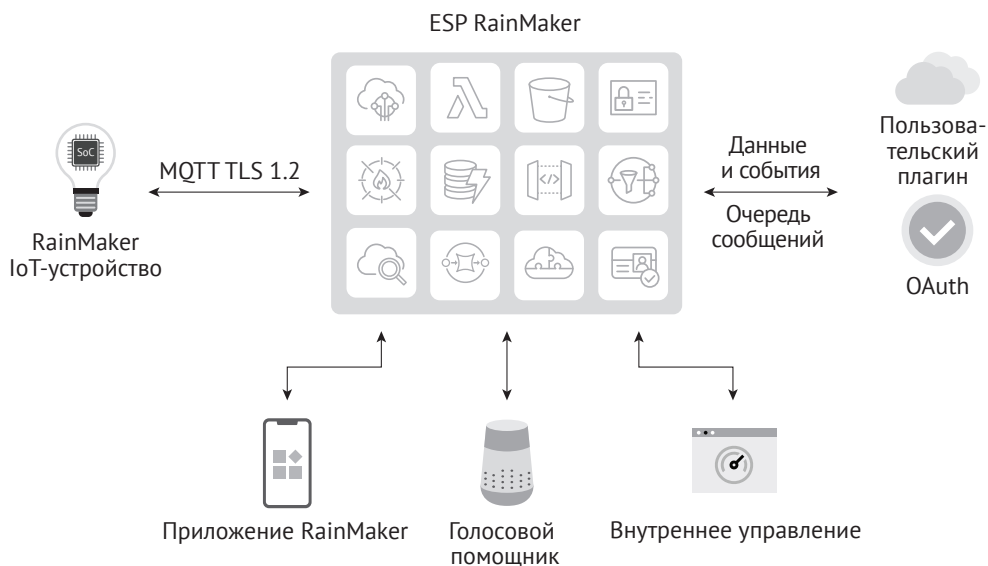 ESP RainMaker
SoC
RainMaker
IoT-устройство
MQTT TLS 1.2
</>
Данные
и события
Очередь
сообщений
Пользова-
тельский
плагин
OAuth
Приложение RainMaker
Голосовой
помощник
Внутреннее управление